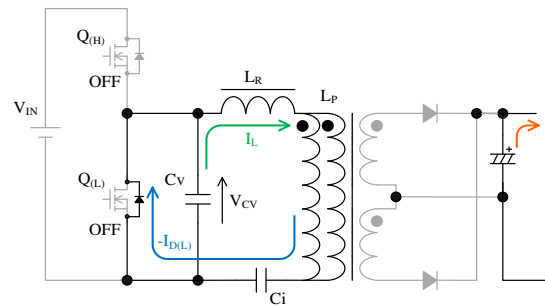 Q(H)
OFF
VIN
LR
LP
IL
Q(L)
OFF
CV
VCV
-ID(L)
Ci
+